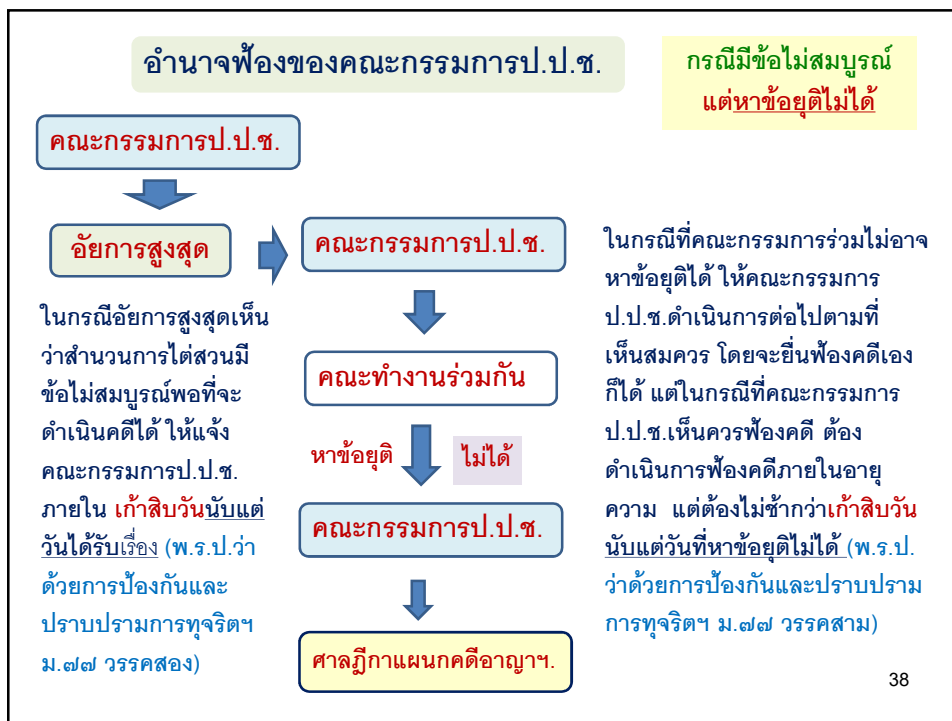 อำนาจฟ้องของคณะกรรมการป.ป.ช.
กรณีมีข้อไม่สมบูรณ์
แต่หาข้อยุติไม่ได้
คณะกรรมการป.ป.ช.
อัยการสูงสุด
คณะกรรมการป.ป.ช.
ในกรณีอัยการสูงสุดเห็น
ว่าสำนวนการไต่สวนมี
ข้อไม่สมบูรณ์พอที่จะ
ดำเนินคดีได้ ให้แจ้ง
คณะกรรมการป.ป.ช.
ภายใน เก้าสิบวันนับแต่
วันได้รับเรื่อง (พ.ร.ป.ว่า
ด้วยการป้องกันและ
ปราบปรามการทุจริตฯ
ม.๗๗ วรรคสอง)
คณะทำงานร่วมกัน
หาข้อยุติ
ไม่ได้
คณะกรรมการป.ป.ช.
ศาลฎีกาแผนกคดีอาญาฯ.
ในกรณีที่คณะกรรมการร่วมไม่อาจ
หาข้อยุติได้ ให้คณะกรรมการ
ป.ป.ช.ดำเนินการต่อไปตามที่
เห็นสมควร โดยจะยื่นฟ้องคดีเอง
ก็ได้ แต่ในกรณีที่คณะกรรมการ
ป.ป.ช.เห็นควรฟ้องคดี ต้อง
ดำเนินการฟ้องคดีภายในอายุ
ความ แต่ต้องไม่ช้ากว่าเก้าสิบวัน
นับแต่วันที่หาข้อยุติไม่ได้ (พ.ร.ป.
ว่าด้วยการป้องกันและปราบปราม
การทุจริตฯ ม.๗๗ วรรคสาม)
38